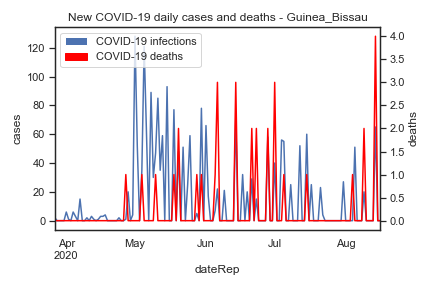 New COVID-19 daily cases and deaths - Guinea_Bissau
COVID-19 infections
COVID-19 deaths
120
100
80
60
40
20
0
cases
4.0
3.5
3.0
2.5
2.0
1.5
1.0
0.5
0.0
deaths
Apr May Jun Jul Aug
2020
dateRep